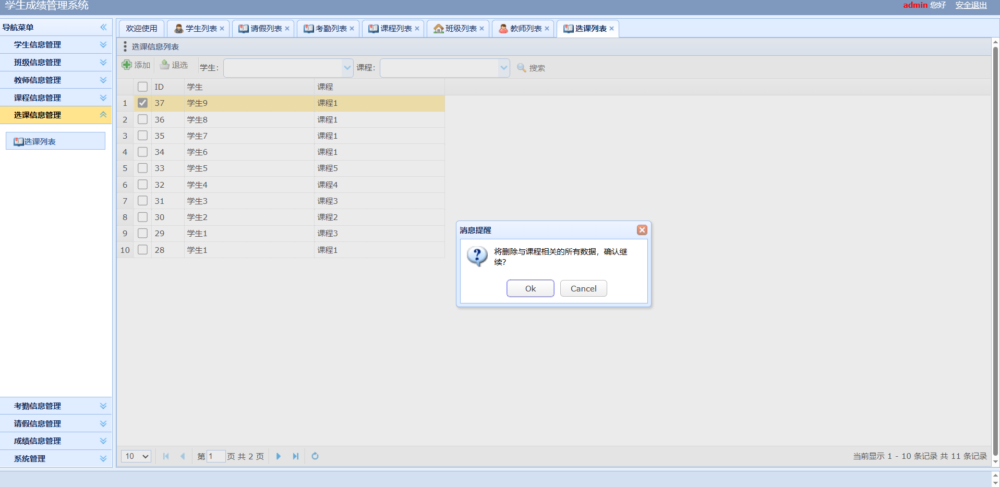 学生成绩管理系统
admin 您好 安全退出
导航菜单
学生信息管理
班级信息管理
教师信息管理
课程信息管理
选课信息管理
选课列表
考勤信息管理
请假信息管理
成绩信息管理
系统管理
欢迎使用 学生列表 请假列表 考勤列表 课程列表 班级列表 教师列表 选课列表
选课信息列表
添加 退选 学生: 课程: 搜索
ID 学生 课程
1 37 学生9 课程1
2 36 学生8 课程1
3 35 学生7 课程1
4 34 学生6 课程1
5 33 学生5 课程5
6 32 学生4 课程4
7 31 学生3 课程3
8 30 学生2 课程2
9 29 学生1 课程3
10 28 学生1 课程1
消息提醒
将删除与课程相关的所有数据，确认继
续?
Ok Cancel
10 第 1 页 共 2 页
当前显示 1 - 10 条记录 共 11 条记录